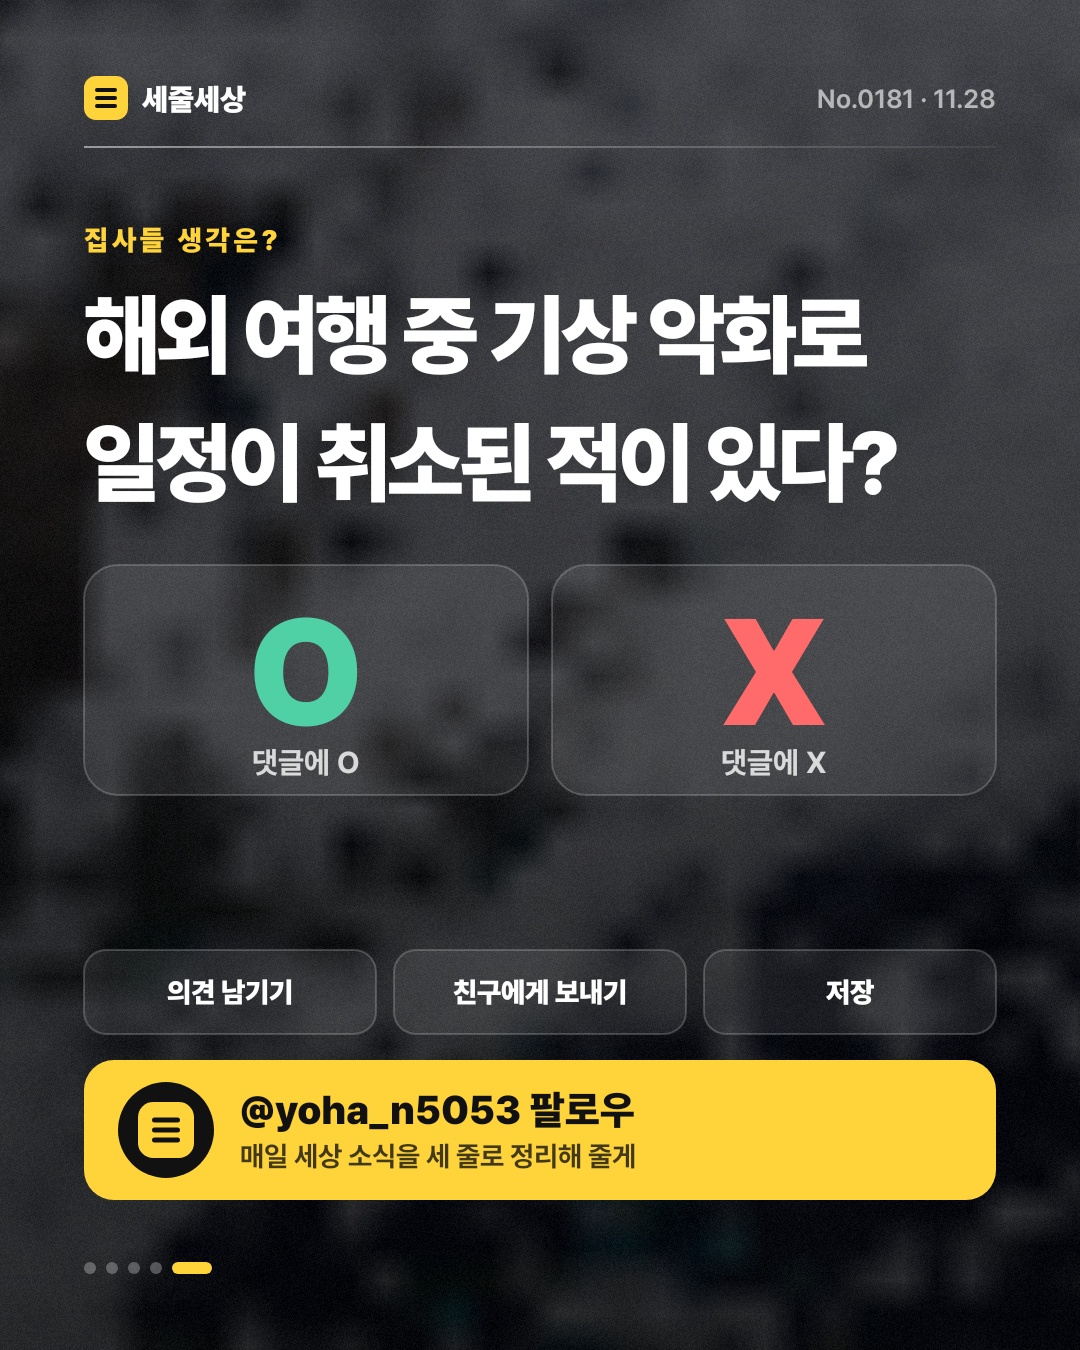 세줄세상
No.0181 · 11.28
집사들 생각은?
해외 여행 중 기상 악화로
일정이 취소된 적이 있다?
O
댓글에 O
X
댓글에 X
의견 남기기
친구에게 보내기
저장
@yoha_n5053 팔로우
매일 세상 소식을 세 줄로 정리해 줄게